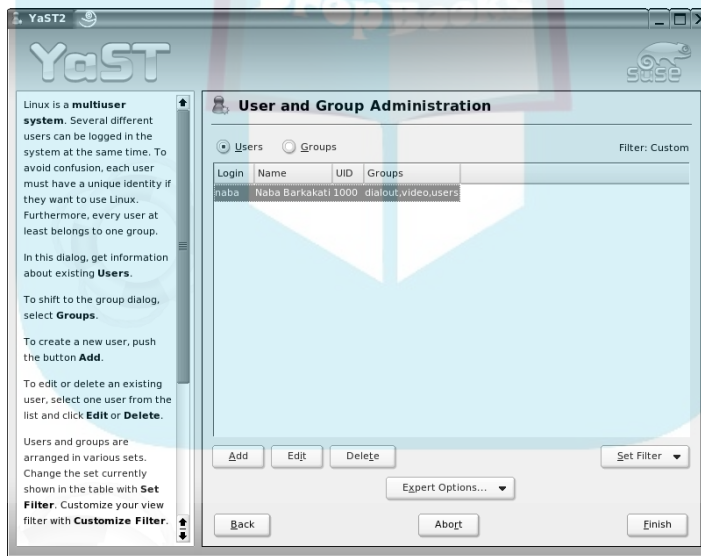 YaST2
YaST
SUSE
Linux is a multiuser
system. Several different
users can be logged in the
system at the same time. To
avoid confusion, each user
must have a unique identity if
they want to use Linux.
Furthermore, every user at
least belongs to one group.
In this dialog, get information
about existing Users.
To shift to the group dialog,
select Groups.
To create a new user, push
the button Add.
To edit or delete an existing
user, select one user from the
list and click Edit or Delete.
Users and groups are
arranged in various sets.
Change the set currently
shown in the table with Set
Filter. Customize your view
filter with Customize Filter.
User and Group Administration
Users Groups Filter: Custom
Login Name UID Groups
naba Naba Barkakati 1000 dialout,video,users
Add Edit Delete Set Filter
Expert Options...
Back Abort Finish